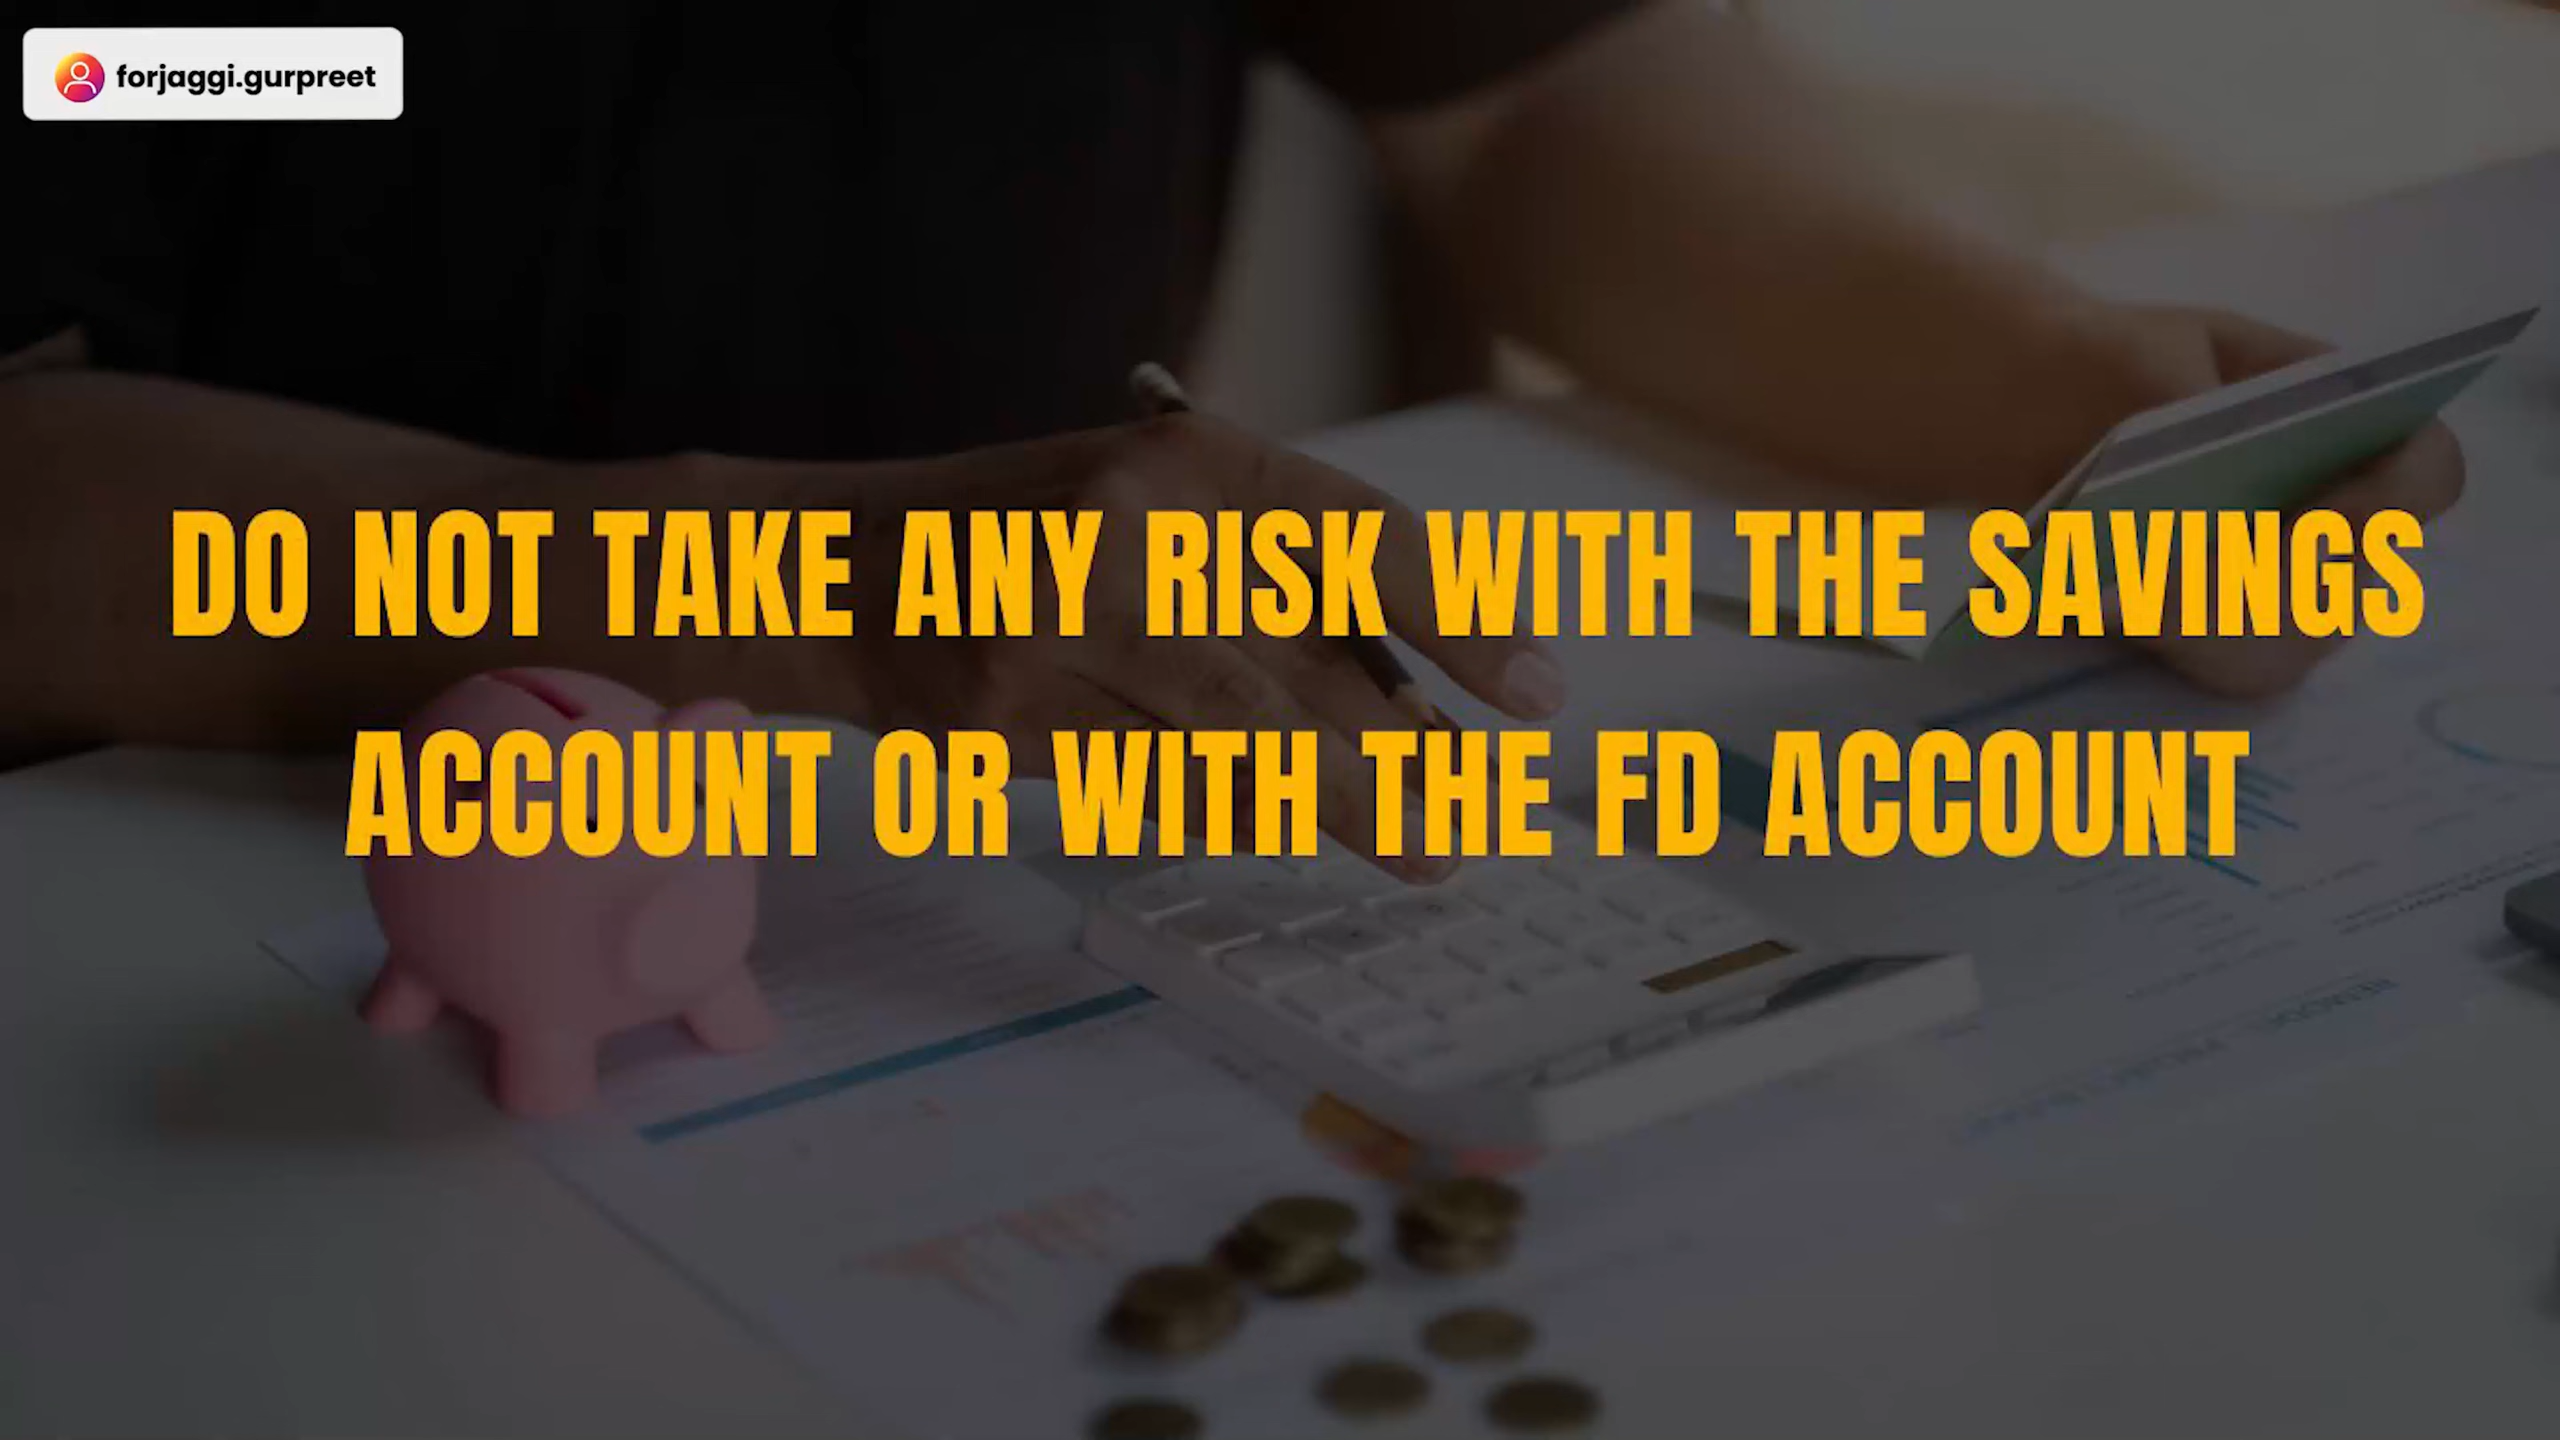 forjaggi.gurpreet
DO NOT TAKE ANY RISK WITH THE SAVINGS
ACCOUNT OR WITH THE FD ACCOUNT